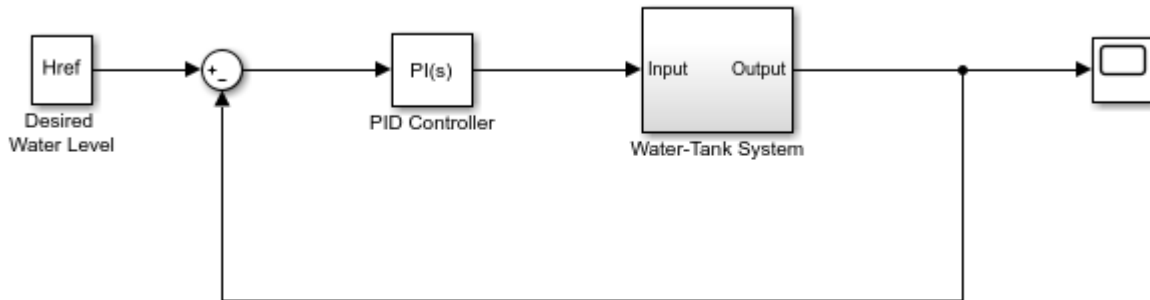 Href
+
-
PI(s)
Input
Output
Desired
Water Level
PID Controller
Water-Tank System